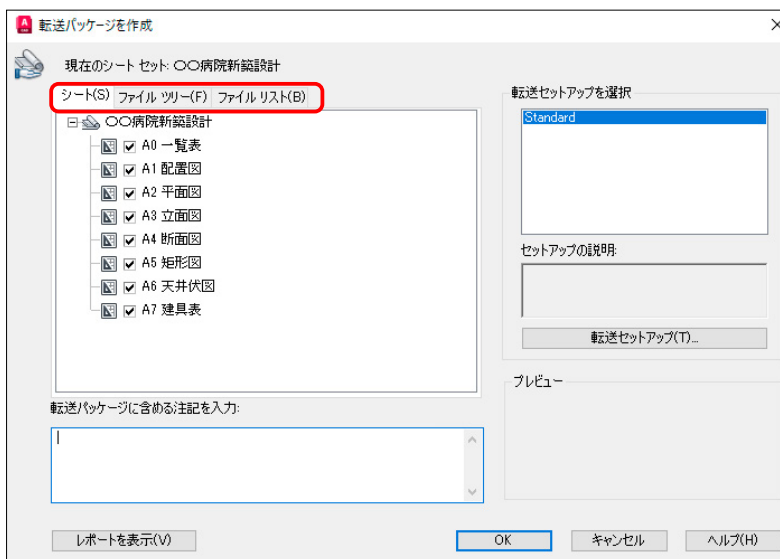 転送パッケージを作成
現在のシート セット: 〇〇病院新築設計
シート(S) ファイル ツリー(F) ファイル リスト(B)
〇〇病院新築設計
A0 一覧表
A1 配置図
A2 平面図
A3 立面図
A4 断面図
A5 矩形図
A6 天井伏図
A7 建具表
転送パッケージに含める注記を入力:
レポートを表示(V)
転送セットアップを選択
Standard
セットアップの説明:
転送セットアップ(T)...
プレビュー
OK キャンセル ヘルプ(H)